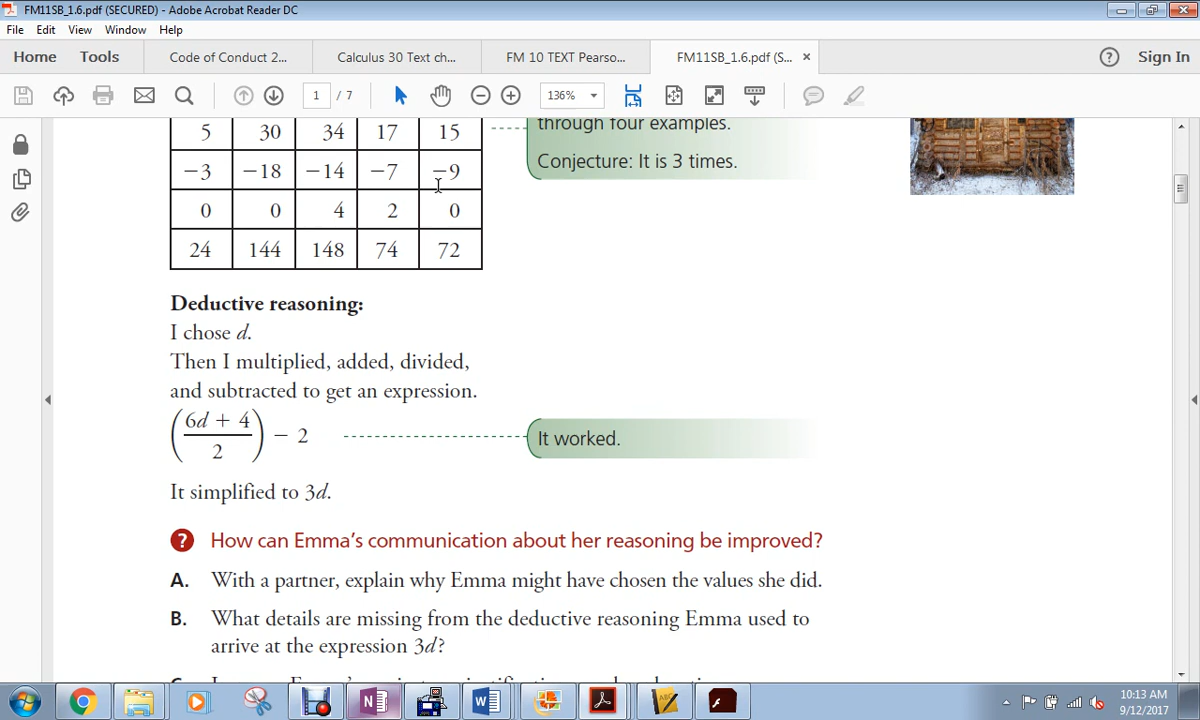 FM11SB_1.6.pdf (SECURED) - Adobe Acrobat Reader DC
File Edit View Window Help
Home Tools Code of Conduct 2... Calculus 30 Text ch... FM 10 TEXT Pearso... FM11SB_1.6.pdf (S... × ? Sign In
1 / 7 136%
through four examples.
Conjecture: It is 3 times.
5 30 34 17 15
−3 −18 −14 −7 −9
0 0 4 2 0
24 144 148 74 72
Deductive reasoning:
I chose d.
Then I multiplied, added, divided,
and subtracted to get an expression.
(6d + 4 / 2) − 2
It worked.
It simplified to 3d.
? How can Emma's communication about her reasoning be improved?
A. With a partner, explain why Emma might have chosen the values she did.
B. What details are missing from the deductive reasoning Emma used to
arrive at the expression 3d?
10:13 AM
9/12/2017